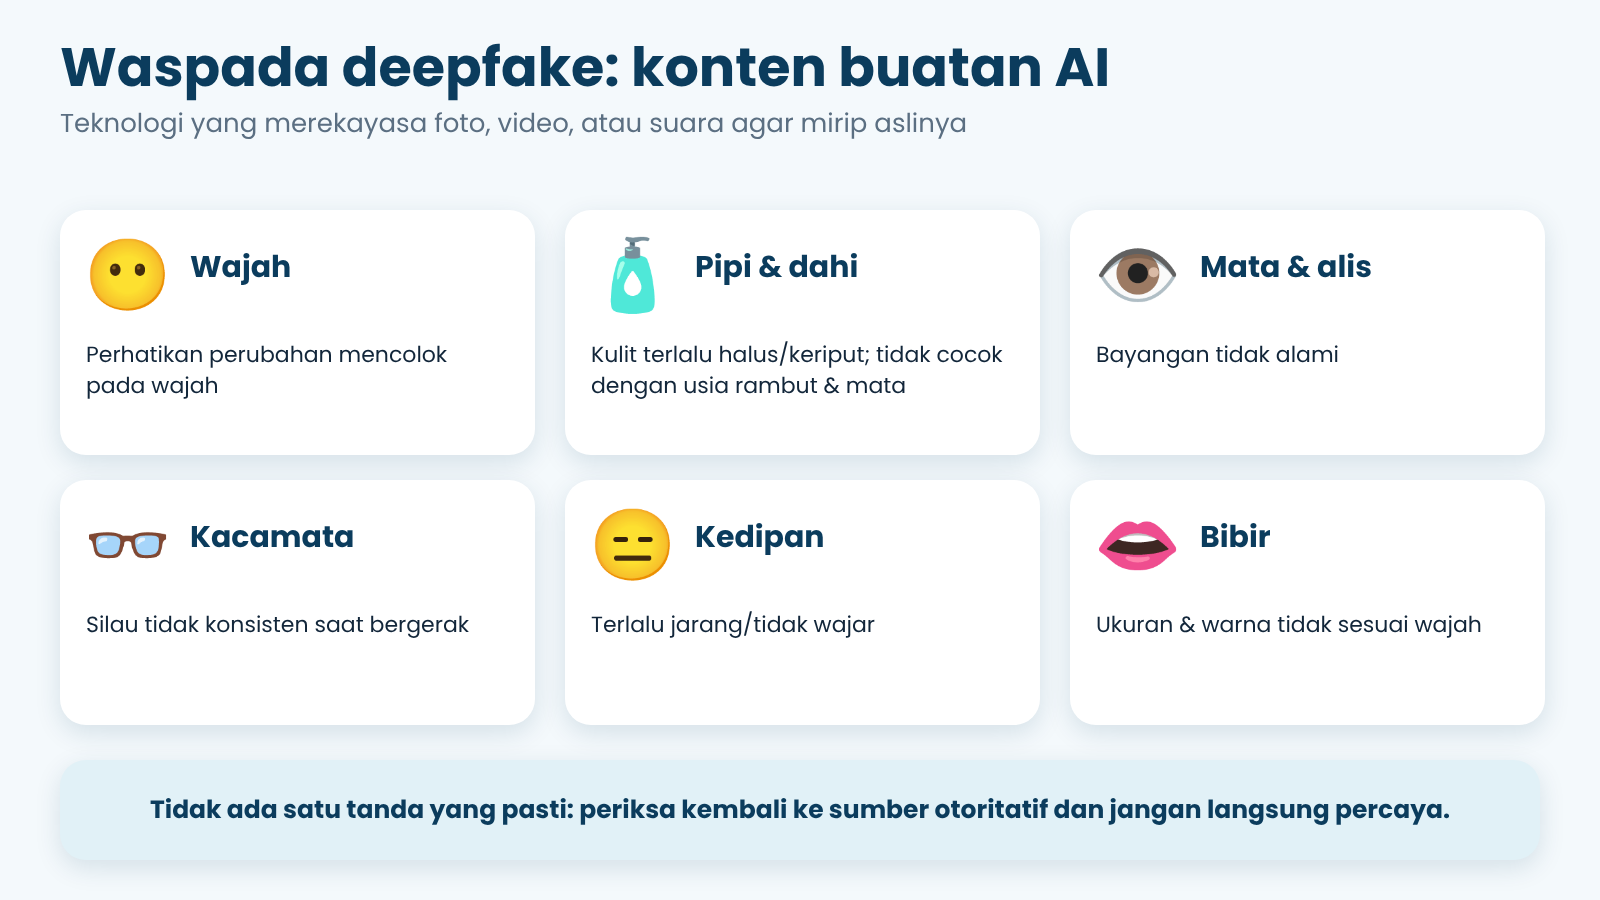 Waspada deepfake: konten buatan AI
Teknologi yang merekayasa foto, video, atau suara agar mirip aslinya
Wajah
Perhatikan perubahan mencolok
pada wajah
Pipi & dahi
Kulit terlalu halus/keriput; tidak cocok
dengan usia rambut & mata
Mata & alis
Bayangan tidak alami
Kacamata
Silau tidak konsisten saat bergerak
Kedipan
Terlalu jarang/tidak wajar
Bibir
Ukuran & warna tidak sesuai wajah
Tidak ada satu tanda yang pasti: periksa kembali ke sumber otoritatif dan jangan langsung percaya.